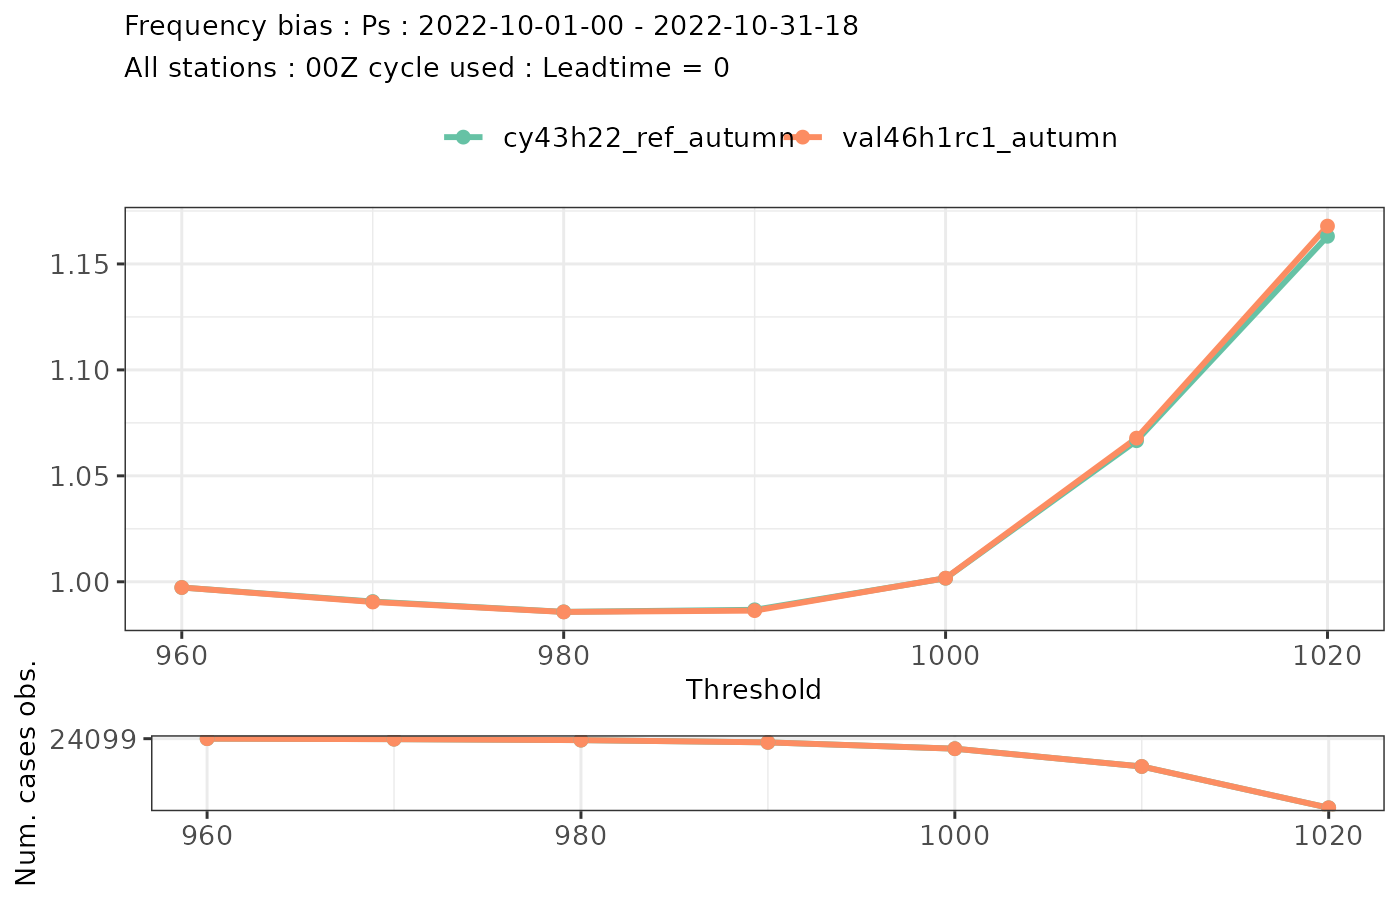 Frequency bias : Ps : 2022-10-01-00 - 2022-10-31-18
All stations : 00Z cycle used : Leadtime = 0
cy43h22_ref_autumn val46h1rc1_autumn
1.15
1.10
1.05
1.00
960 980 1000 1020
Threshold
Num. cases obs.
24099
960 980 1000 1020